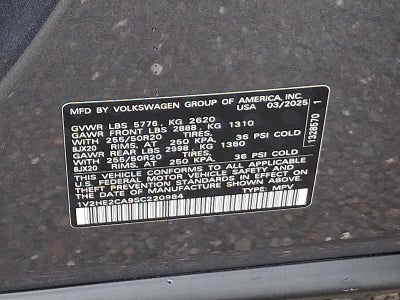 MFD BY VOLKSWAGEN GROUP OF AMERICA, INC.
USA 03/2025
GVWR LBS 5776, KG 2620
GAWR FRONT LBS 2888, KG 1310
WITH 255/50R20 TIRES,
8JX20 RIMS, AT 250 KPA, 36 PSI COLD
GAWR REAR LBS 2998, KG 1360
WITH 255/50R20 TIRES,
8JX20 RIMS, AT 250 KPA, 36 PSI COLD
THIS VEHICLE CONFORMS TO ALL APPLICABLE
U.S. FEDERAL MOTOR VEHICLE SAFETY AND
THEFT PREVENTION STANDARDS IN EFFECT ON
THE DATE OF MANUFACTURE SHOWN ABOVE.
1V2HE2CA9SC220984 TYPE: MPV
1328570 1